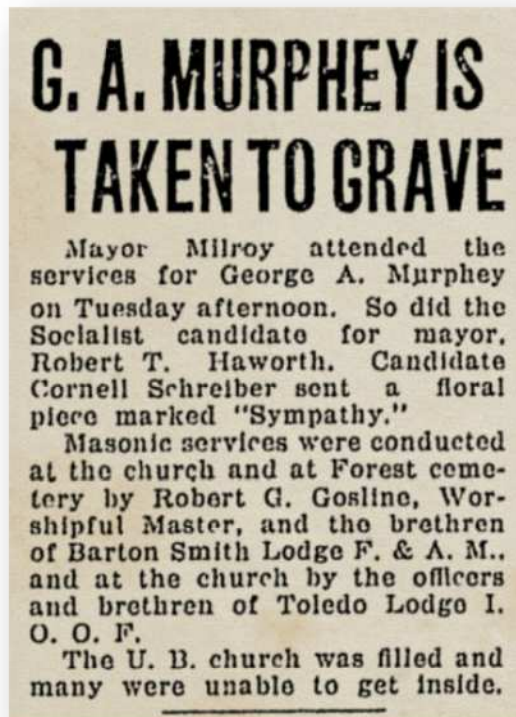 G. A. MURPHEY IS
TAKEN TO GRAVE
Mayor Milroy attended the
services for George A. Murphey
on Tuesday afternoon. So did the
Socialist candidate for mayor,
Robert T. Haworth. Candidate
Cornell Schreiber sent a floral
piece marked "Sympathy."
Masonic services were conducted
at the church and at Forest ceme-
tery by Robert G. Gosline, Wor-
shipful Master, and the brethren
of Barton Smith Lodge F. & A. M.,
and at the church by the officers
and brethren of Toledo Lodge I.
O. O. F.
The U. B. church was filled and
many were unable to get inside.